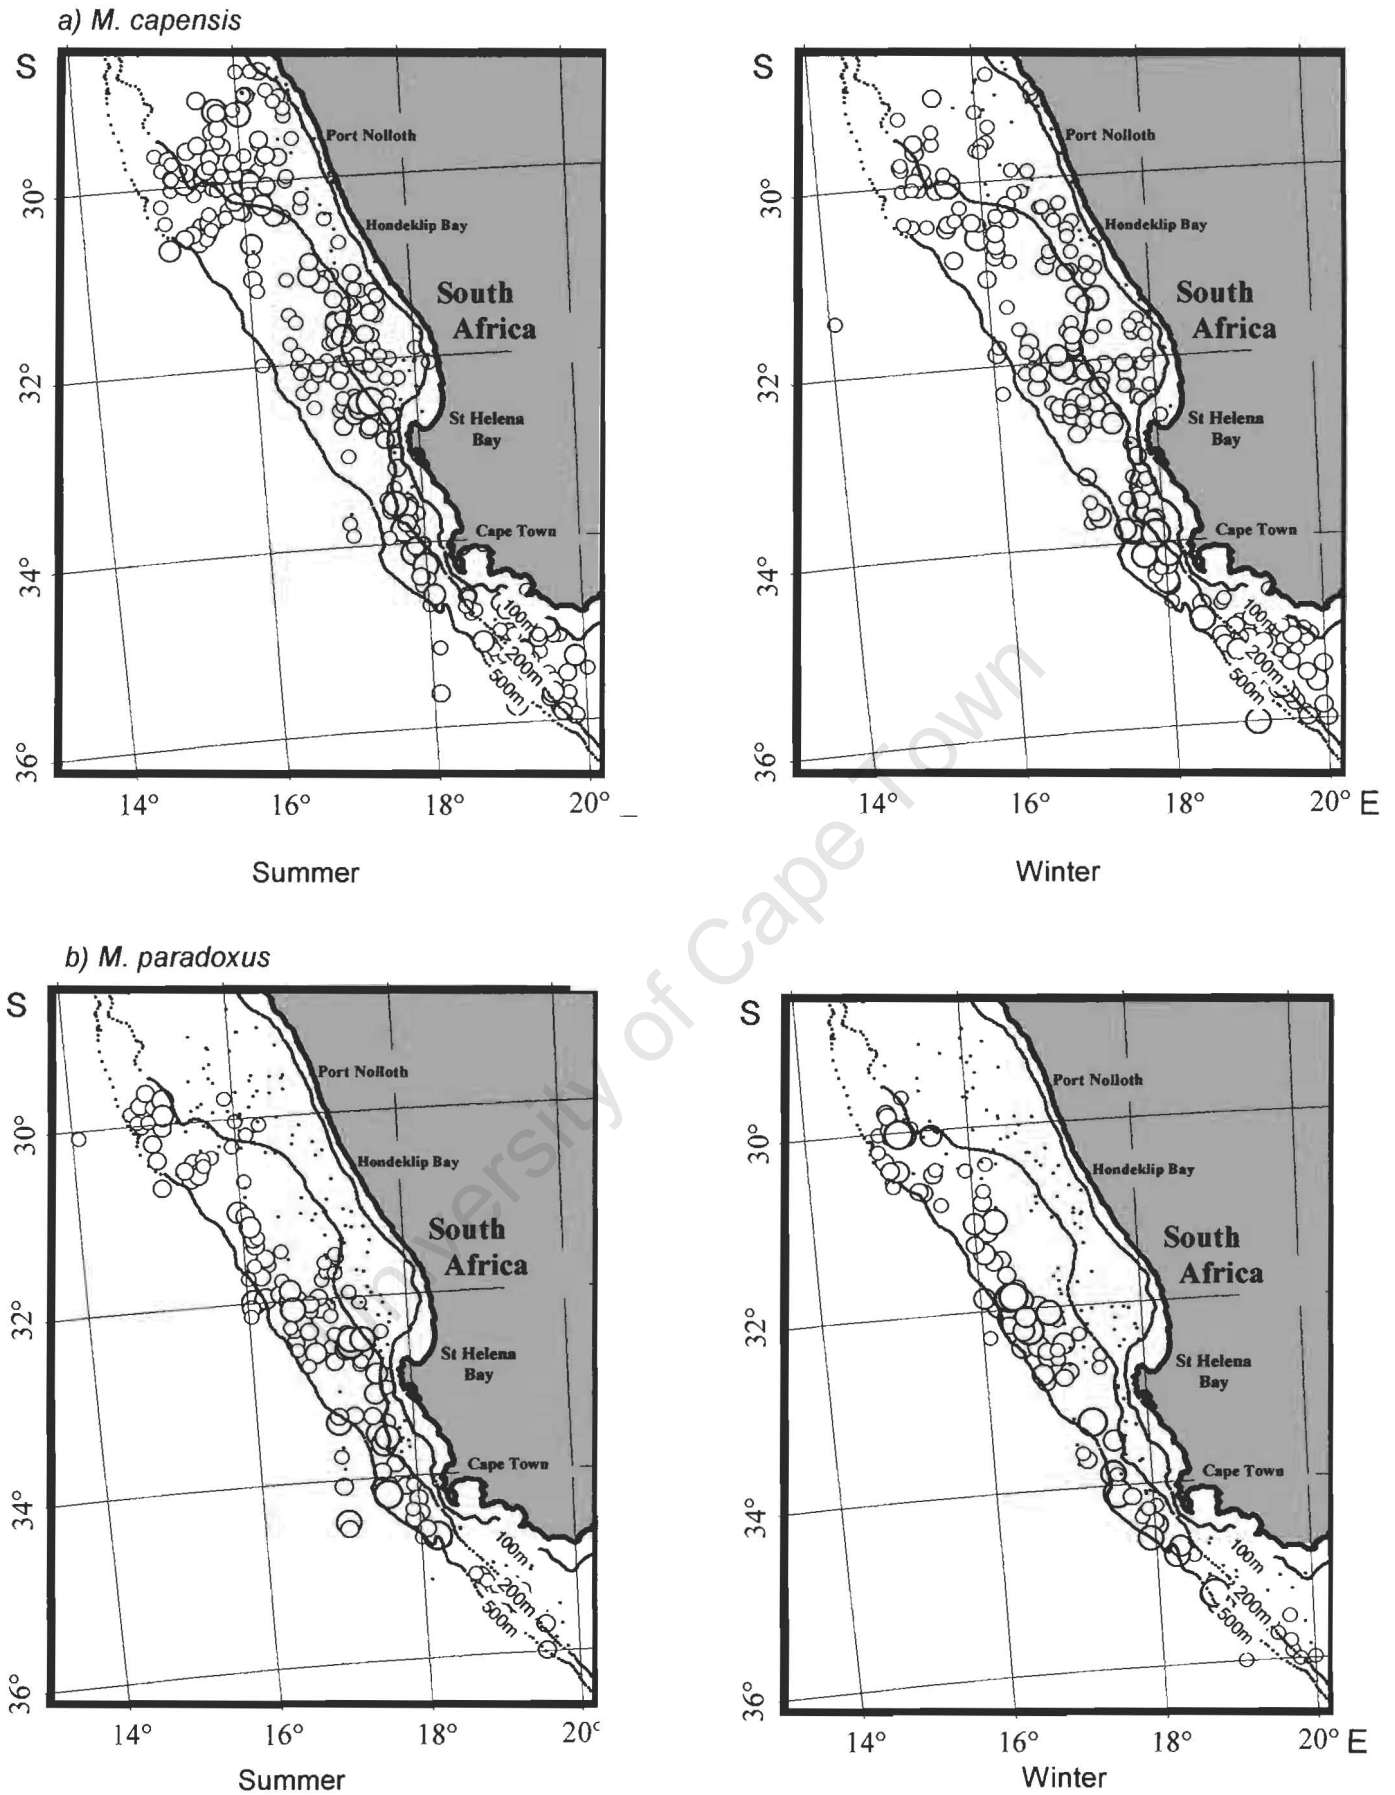 a) M. capensis
S
Port Nolloth
30°
Hondeklip Bay
South
Africa
32°
St Helena
Bay
Cape Town
34°
100m
200m
500m
36°
14°
16°
18°
20°
Summer
S
Port Nolloth
30°
Hondeklip Bay
South
Africa
32°
St Helena
Bay
Cape Town
34°
100m
200m
500m
36°
14°
16°
18°
20° E
Winter
b) M. paradoxus
S
Port Nolloth
30°
Hondeklip Bay
South
Africa
32°
St Helena
Bay
Cape Town
34°
100m
200m
500m
36°
14°
16°
18°
20°
Summer
S
Port Nolloth
30°
Hondeklip Bay
South
Africa
32°
St Helena
Bay
Cape Town
34°
100m
200m
500m
36°
14°
16°
18°
20° E
Winter
University of Cape Town